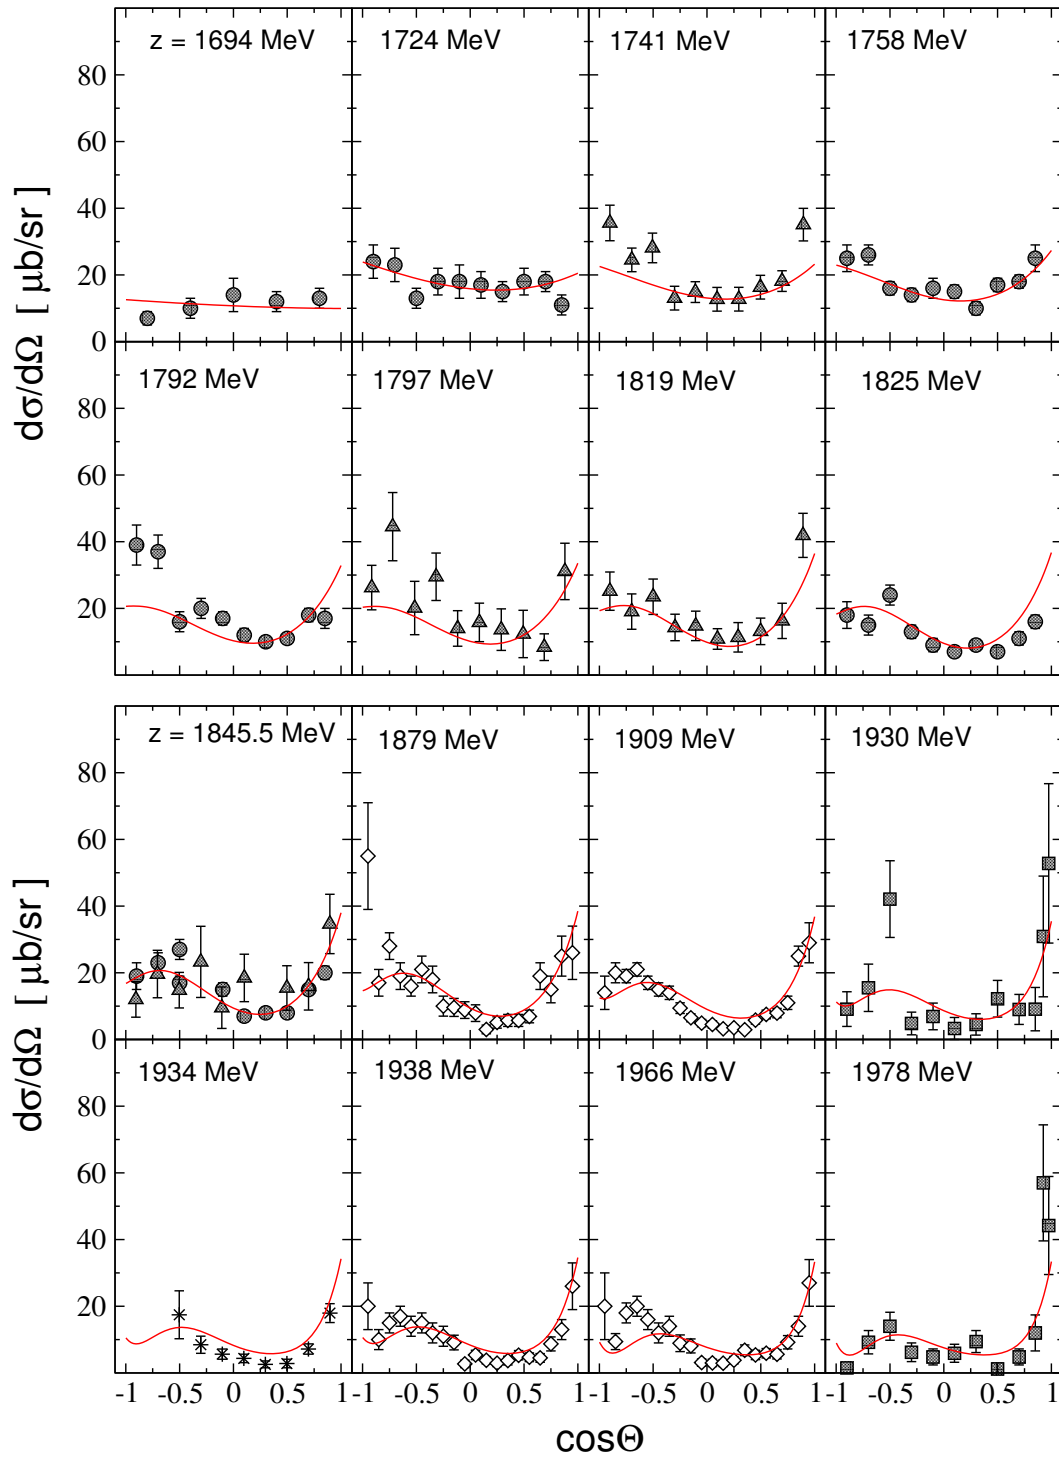 z = 1694 MeV
1724 MeV
1741 MeV
1758 MeV
80
60
40
20
0
dσ/dΩ [ μb/sr ]
1792 MeV
1797 MeV
1819 MeV
1825 MeV
80
60
40
20
z = 1845.5 MeV
1879 MeV
1909 MeV
1930 MeV
80
60
40
20
0
dσ/dΩ [ μb/sr ]
1934 MeV
1938 MeV
1966 MeV
1978 MeV
80
60
40
20
-1 -0.5 0 0.5 -1 -0.5 0 0.5 -1 -0.5 0 0.5 -1 -0.5 0 0.5 1
cosΘ